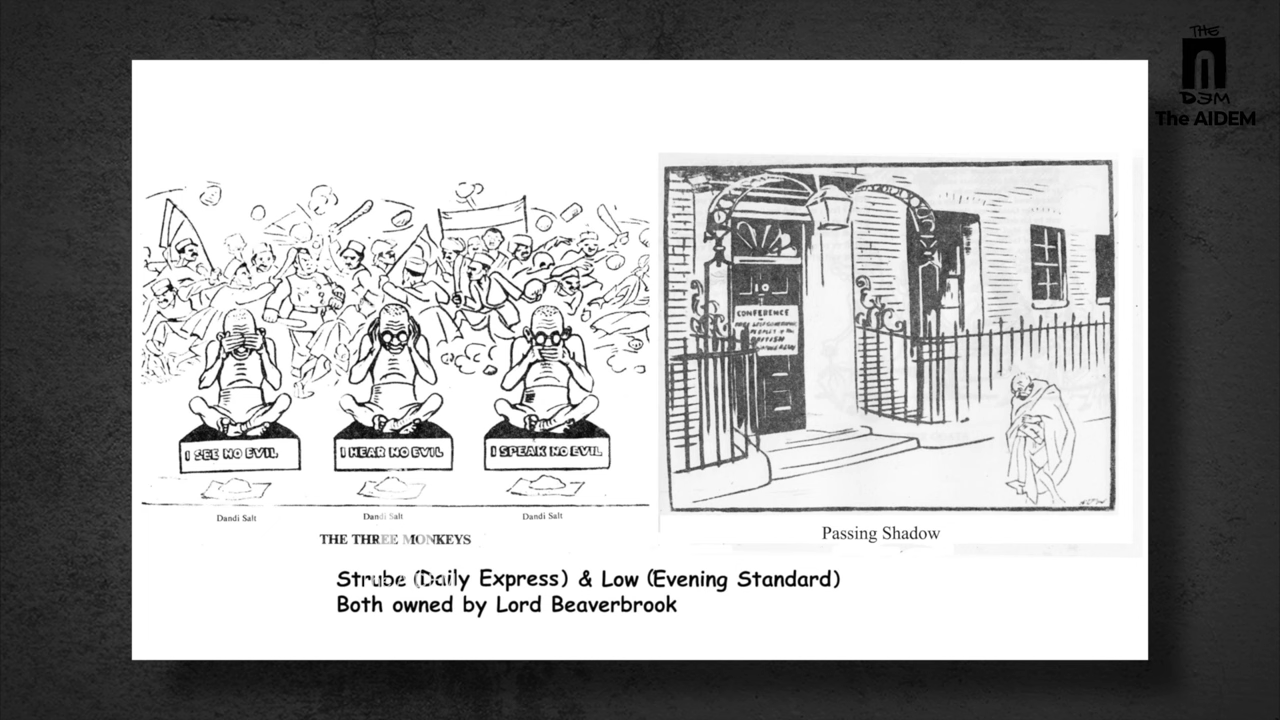 THE
The AIDEM
CONFERENCE
BRITISH
I SEE NO EVIL
I HEAR NO EVIL
I SPEAK NO EVIL
Dandi Salt
Dandi Salt
Dandi Salt
THE THREE MONKEYS
Passing Shadow
Strube (Daily Express) & Low (Evening Standard)
Both owned by Lord Beaverbrook